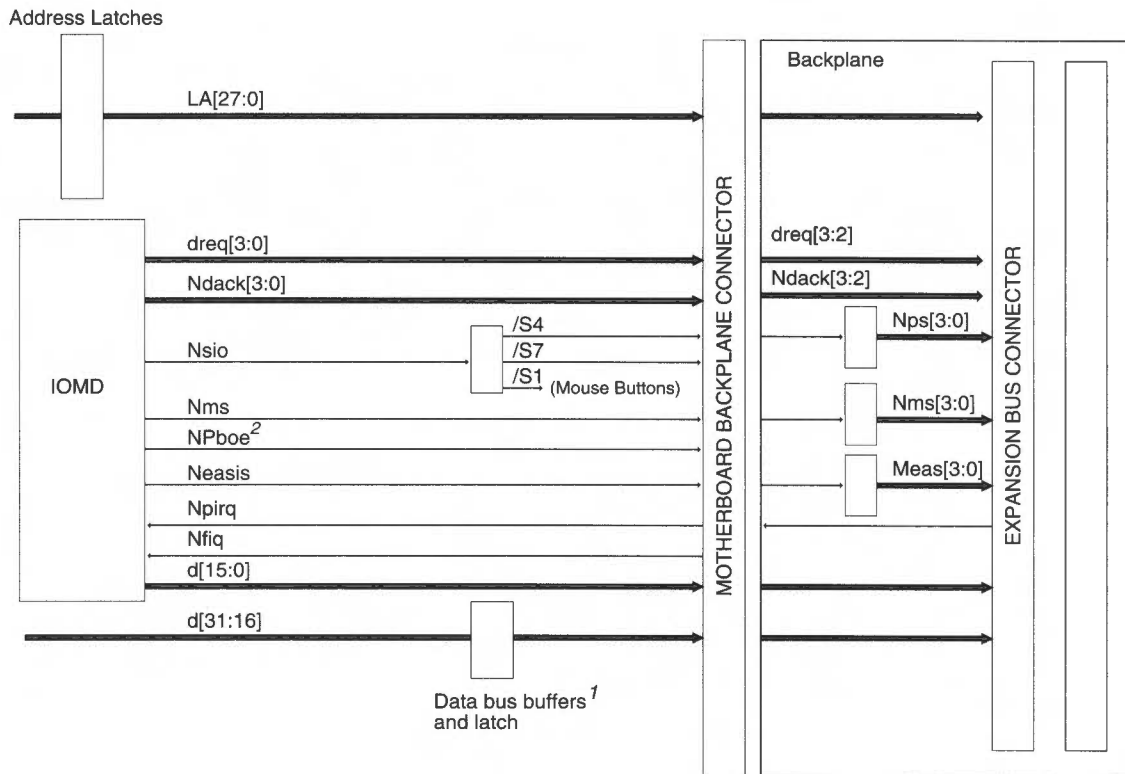 Address Latches
LA[27:0]
Backplane
dreq[3:0]
dreq[3:2]
Ndack[3:0]
Ndack[3:2]
/S4
Nps[3:0]
Nsio
/S7
/S1
(Mouse Buttons)
IOMD
Nms
Nms[3:0]
NPboe2
Neasis
Meas[3:0]
Npirq
Nfiq
d[15:0]
d[31:16]
MOTHERBOARD BACKPLANE CONNECTOR
EXPANSION BUS CONNECTOR
Data bus buffers1
and latch